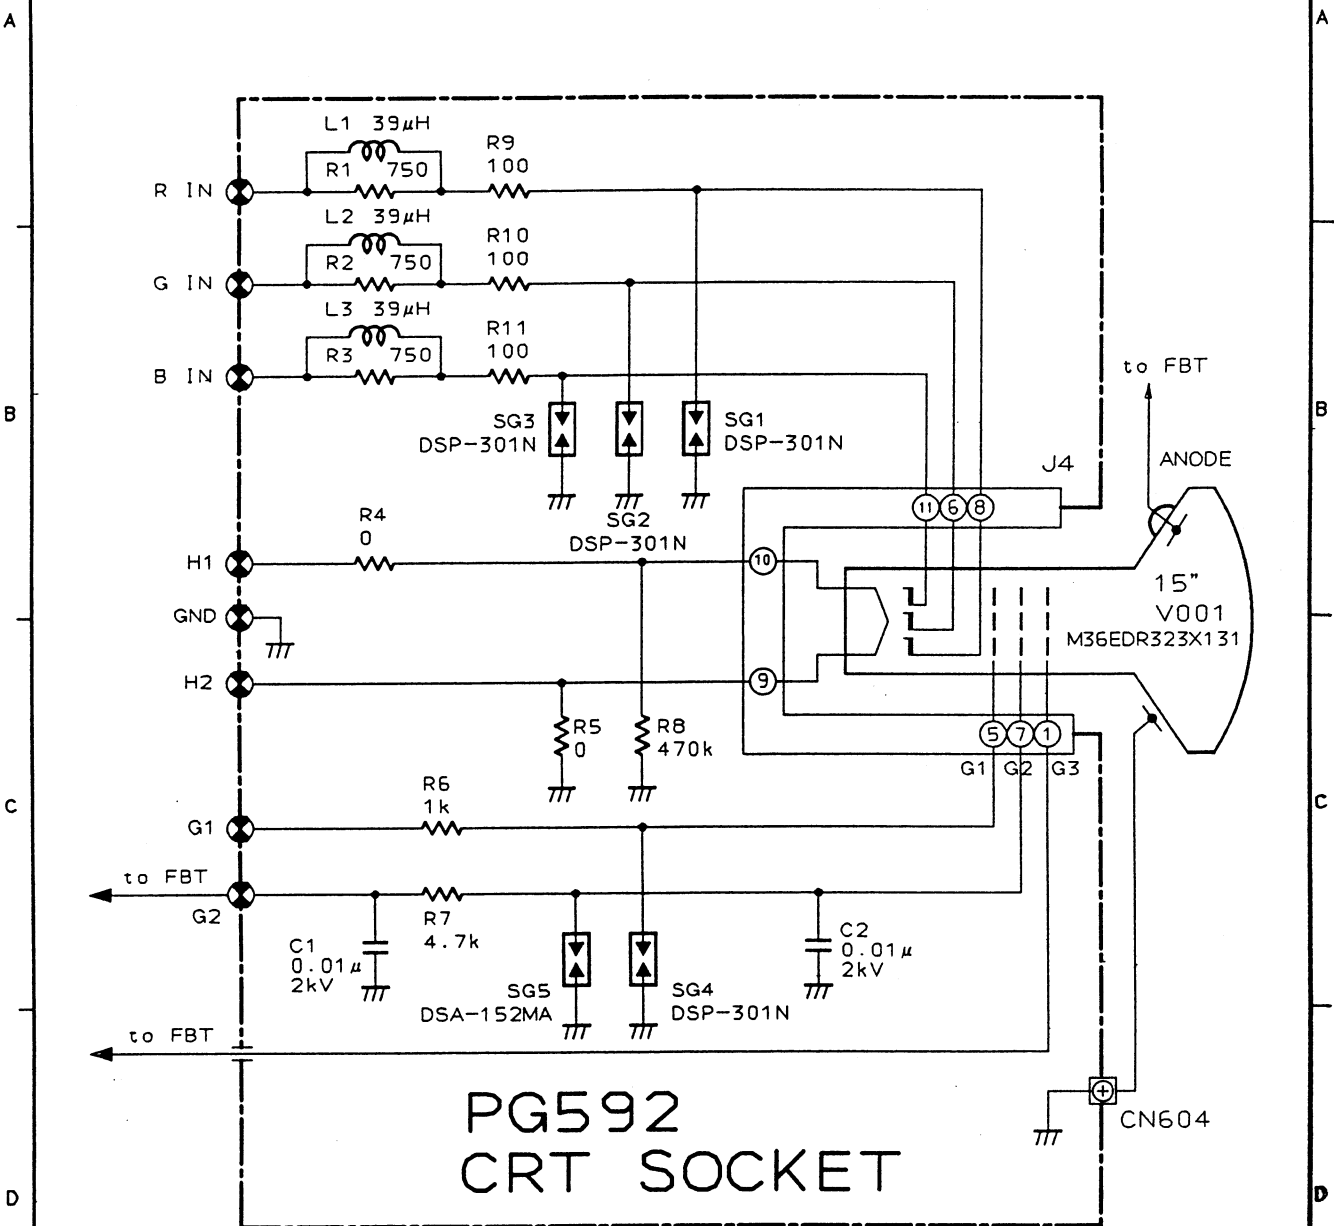 A
A
L1 39μH
R1 750
R9
100
R IN
L2 39μH
R2 750
R10
100
G IN
L3 39μH
R3 750
R11
100
B IN
to FBT
B
B
SG3
DSP-301N
SG1
DSP-301N
J4
ANODE
11 6 8
SG2
DSP-301N
R4
0
H1
10
15"
V001
M36EDR323X131
GND
H2
9
R5
0
R8
470k
5 7 1
G1 G2 G3
R6
1k
C
C
G1
to FBT
G2
R7
4.7k
C1
0.01μ
2kV
C2
0.01μ
2kV
SG5
DSA-152MA
SG4
DSP-301N
to FBT
PG592
CRT SOCKET
CN604
D
D